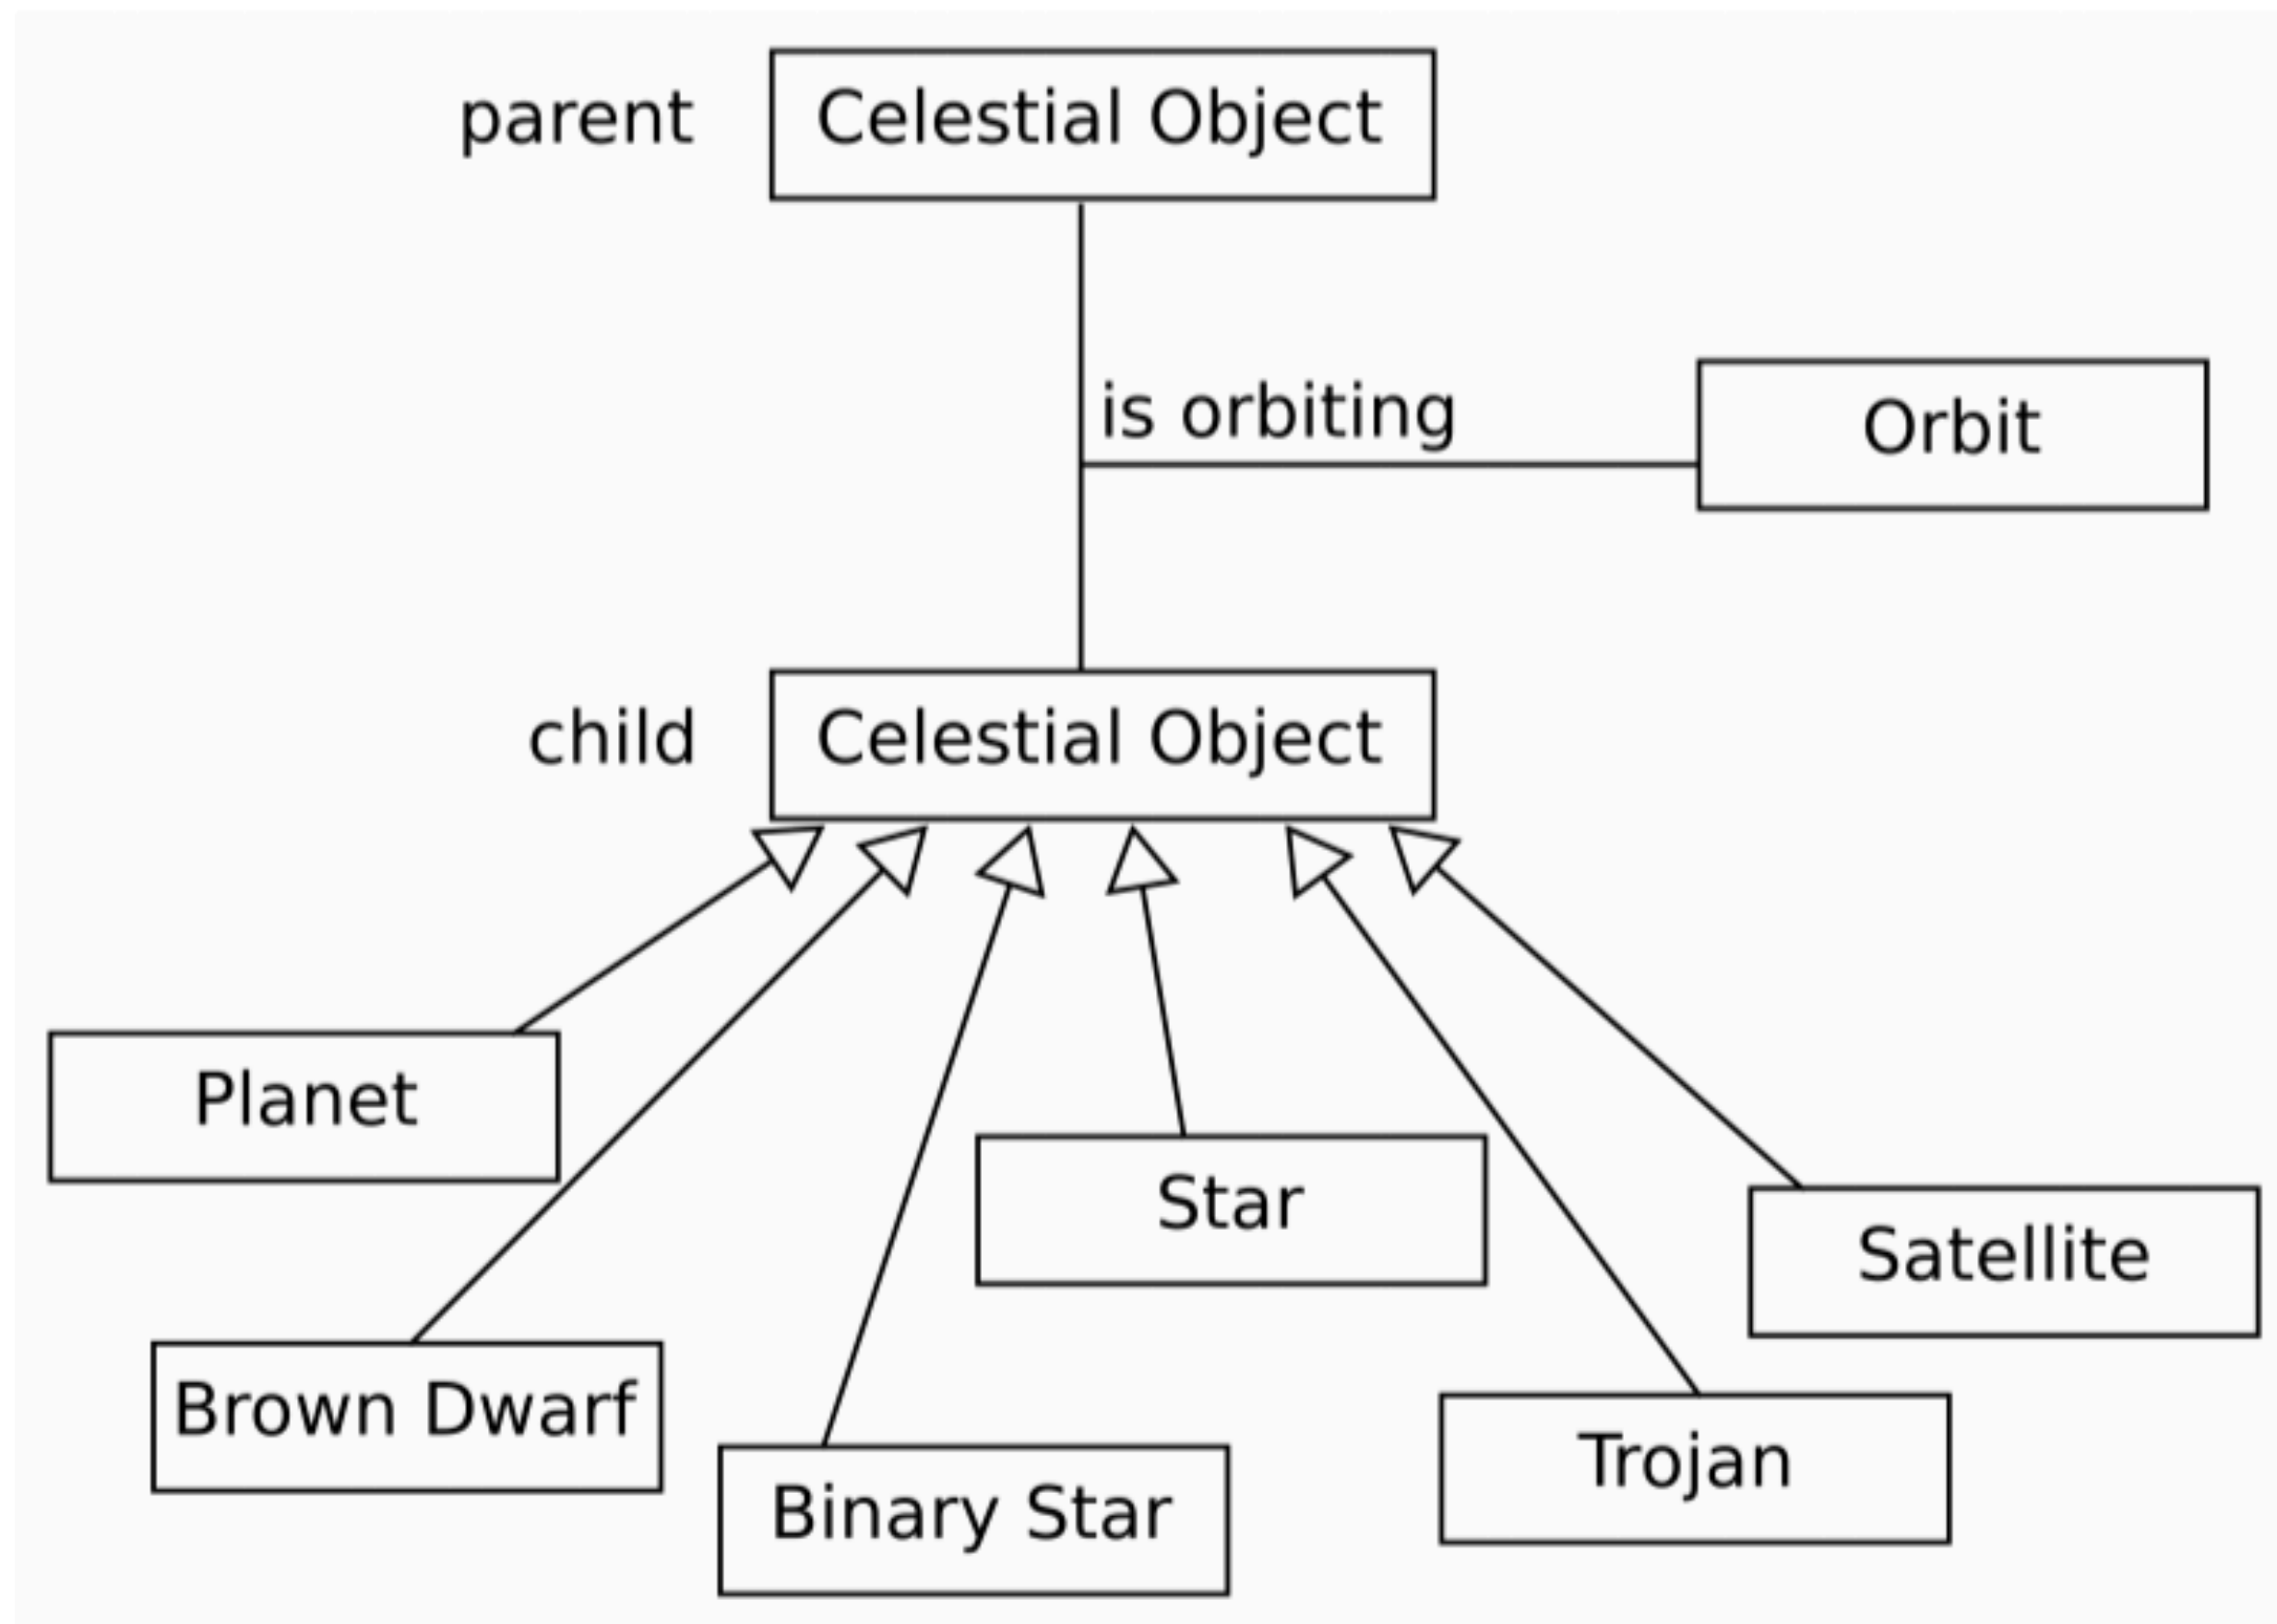 parent
Celestial Object
is orbiting
Orbit
child
Celestial Object
Planet
Star
Satellite
Brown Dwarf
Trojan
Binary Star